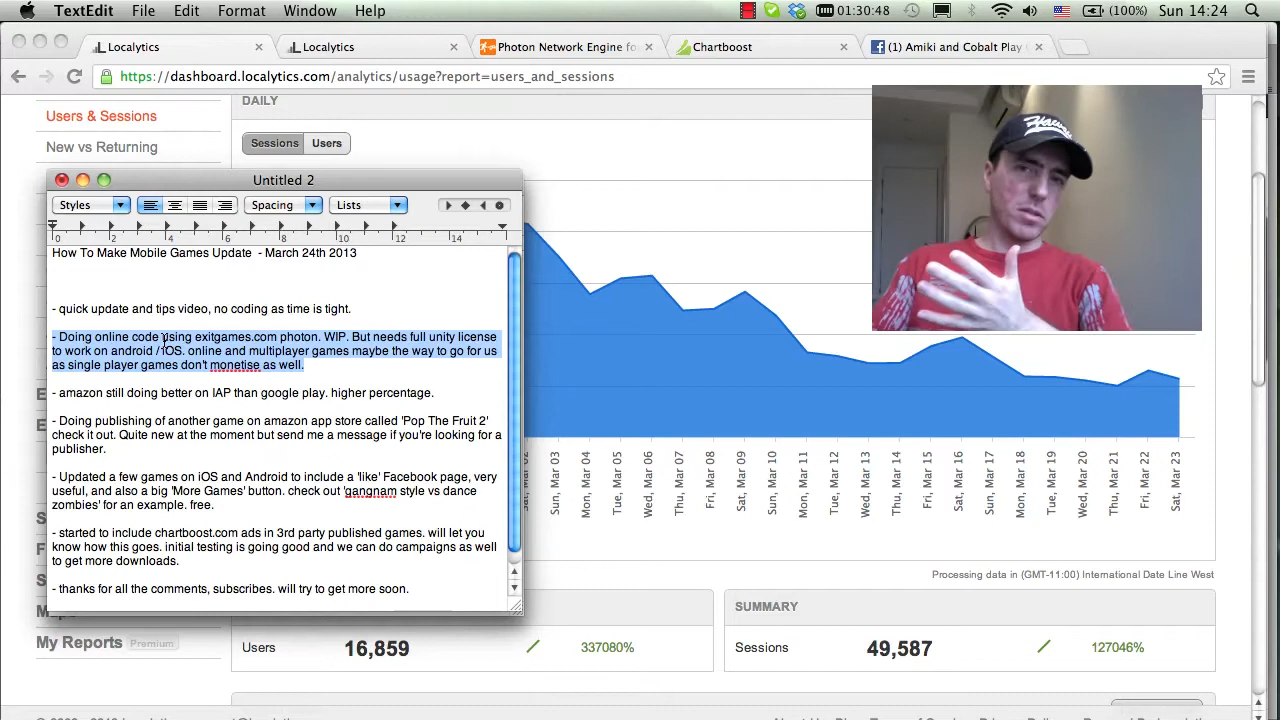 TextEdit File Edit Format Window Help 01:30:48 (100%) Sun 14:24
Localytics Localytics Photon Network Engine fo Chartboost (1) Amiki and Cobalt Play
https://dashboard.localytics.com/analytics/usage?report=users_and_sessions
Users & Sessions
New vs Returning
DAILY
Sessions Users
Untitled 2
Styles Spacing Lists
0 2 4 6 8 10 12 14
How To Make Mobile Games Update - March 24th 2013
- quick update and tips video, no coding as time is tight.
- Doing online code using exitgames.com photon. WIP. But needs full unity license
to work on android / iOS. online and multiplayer games maybe the way to go for us
as single player games don't monetise as well.
- amazon still doing better on IAP than google play. higher percentage.
- Doing publishing of another game on amazon app store called 'Pop The Fruit 2'
check it out. Quite new at the moment but send me a message if you're looking for a
publisher.
- Updated a few games on iOS and Android to include a 'like' Facebook page, very
useful, and also a big 'More Games' button. check out 'gangnam style vs dance
zombies' for an example. free.
- started to include chartboost.com ads in 3rd party published games. will let you
know how this goes. initial testing is going good and we can do campaigns as well
to get more downloads.
- thanks for all the comments, subscribes. will try to get more soon.
My Reports Premium
Sun, Mar 03
Mon, Mar 04
Tue, Mar 05
Wed, Mar 06
Thu, Mar 07
Fri, Mar 08
Sat, Mar 09
Sun, Mar 10
Mon, Mar 11
Tue, Mar 12
Wed, Mar 13
Thu, Mar 14
Fri, Mar 15
Sat, Mar 16
Sun, Mar 17
Mon, Mar 18
Tue, Mar 19
Wed, Mar 20
Thu, Mar 21
Fri, Mar 22
Sat, Mar 23
Processing data in (GMT-11:00) International Date Line West
Users 16,859 337080%
SUMMARY
Sessions 49,587 127046%